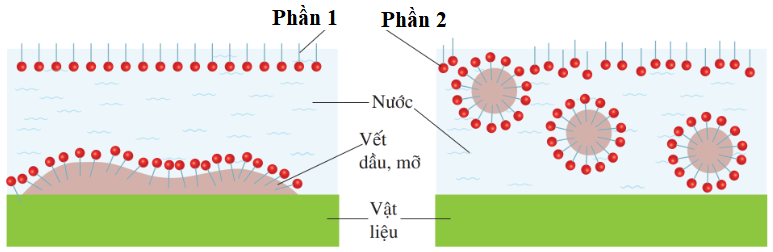 Phần 1
Phần 2
Nước
Vết
dầu, mỡ
Vật
liệu